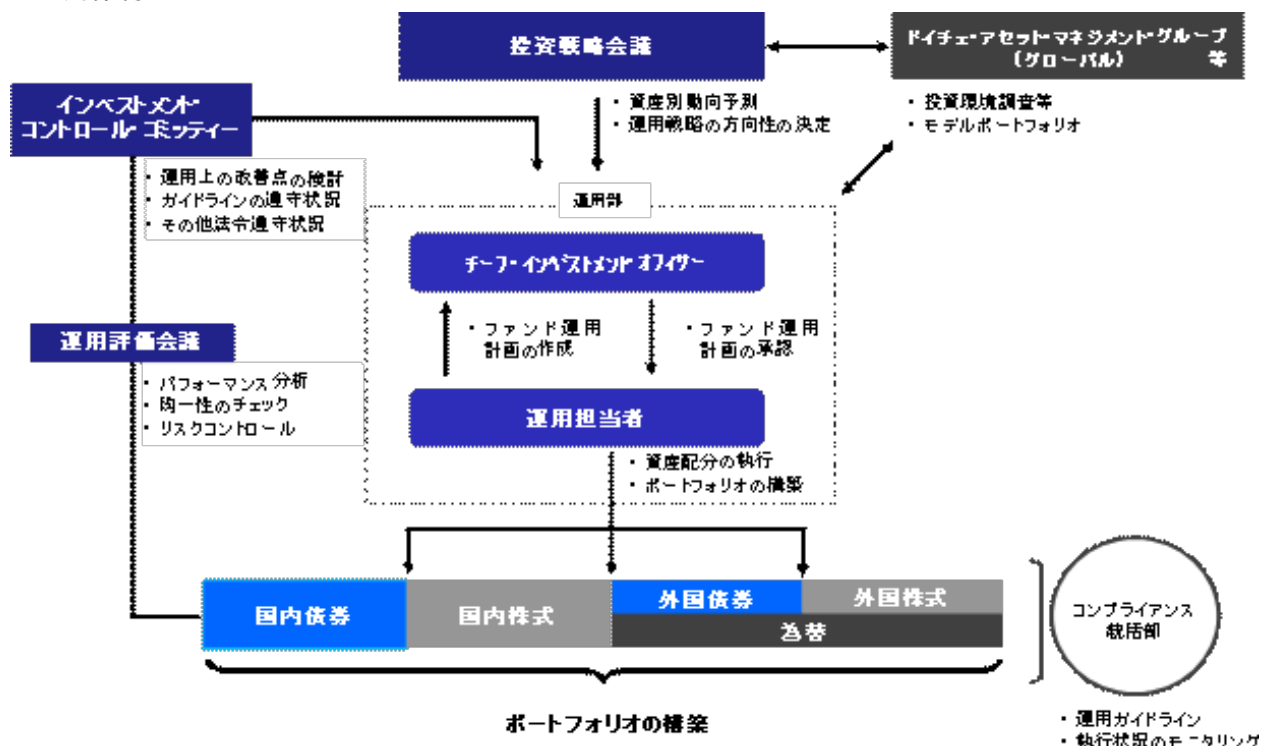 投資戦略会議
ドイチェ・アセット・マネジメント・グループ
(グローバル) 等
インベストメント・
コントロール・コミッティー
・資産別動向予測
・運用戦略の方向性の決定
・投資環境調査等
・モデルポートフォリオ
・運用上の改善点の検討
・ガイドラインの遵守状況
・その他法令遵守状況
運用部
チーフ・インベストメント・オフィサー
・ファンド運用
計画の作成
・ファンド運用
計画の承認
運用評価会議
・パフォーマンス分析
・均一性のチェック
・リスクコントロール
運用担当者
・資産配分の執行
・ポートフォリオの構築
国内債券
国内株式
外国債券
外国株式
為替
コンプライアンス
統括部
ポートフォリオの構築
・運用ガイドライン
・執行状況のモニタリング